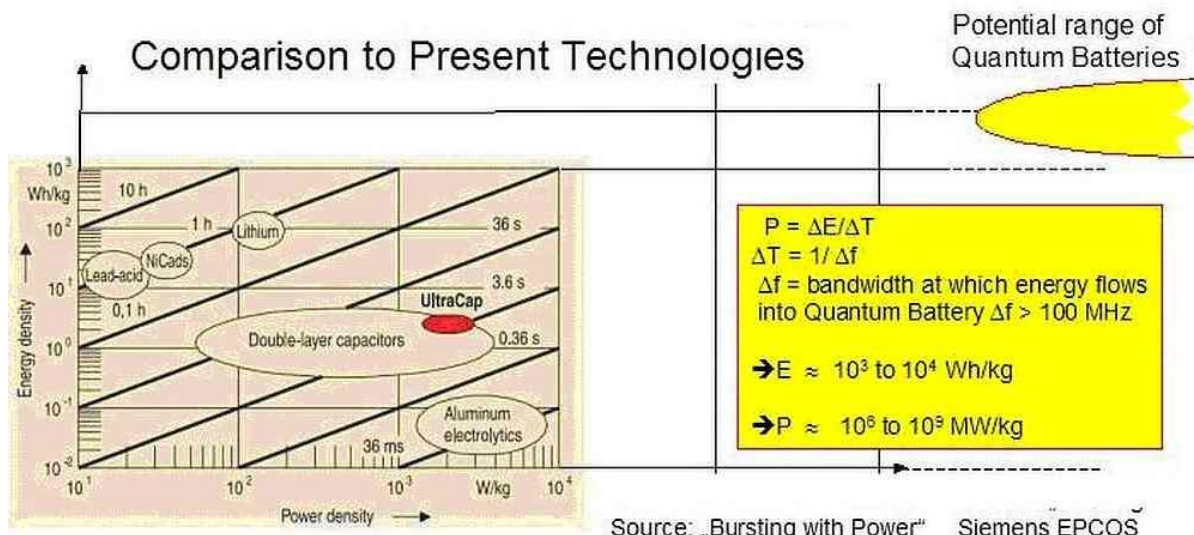 Comparison to Present Technologies
Potential range of
Quantum Batteries
10³
Wh/kg
10²
10¹
10⁰
10⁻¹
10⁻²
Energy density
10 h
1 h
0,1 h
36 s
3.6 s
0.36 s
36 ms
Lithium
NiCads
Lead-acid
UltraCap
Double-layer capacitors
Aluminum
electrolytics
10¹
10²
10³
W/kg
10⁴
Power density
P = ΔE/ΔT
ΔT = 1/ Δf
Δf = bandwidth at which energy flows
into Quantum Battery Δf > 100 MHz
➔E ≈ 10³ to 10⁴ Wh/kg
➔P ≈ 10⁶ to 10⁹ MW/kg
Source: „Bursting with Power“ Siemens EPCOS